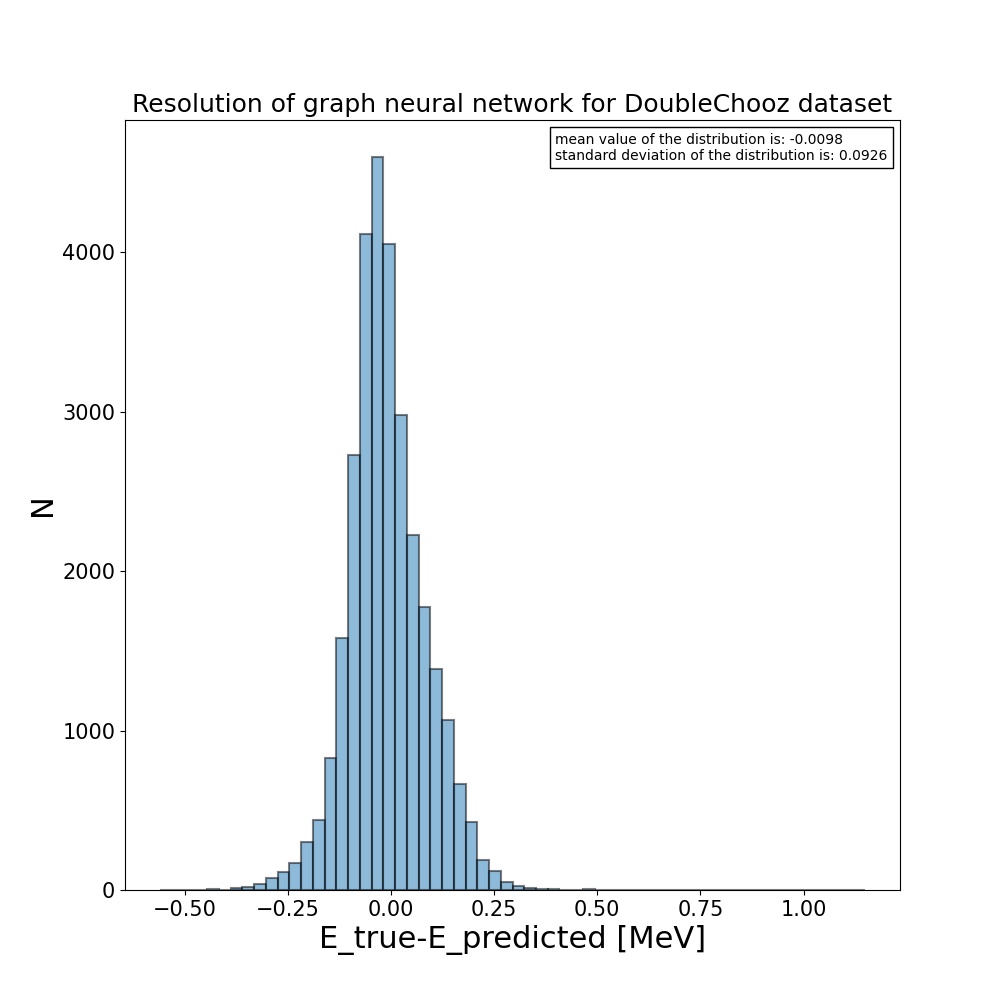 Resolution of graph neural network for DoubleChooz dataset
mean value of the distribution is: -0.0098
standard deviation of the distribution is: 0.0926
4000
3000
2000
1000
0
N
−0.50 −0.25 0.00 0.25 0.50 0.75 1.00
E_true-E_predicted [MeV]